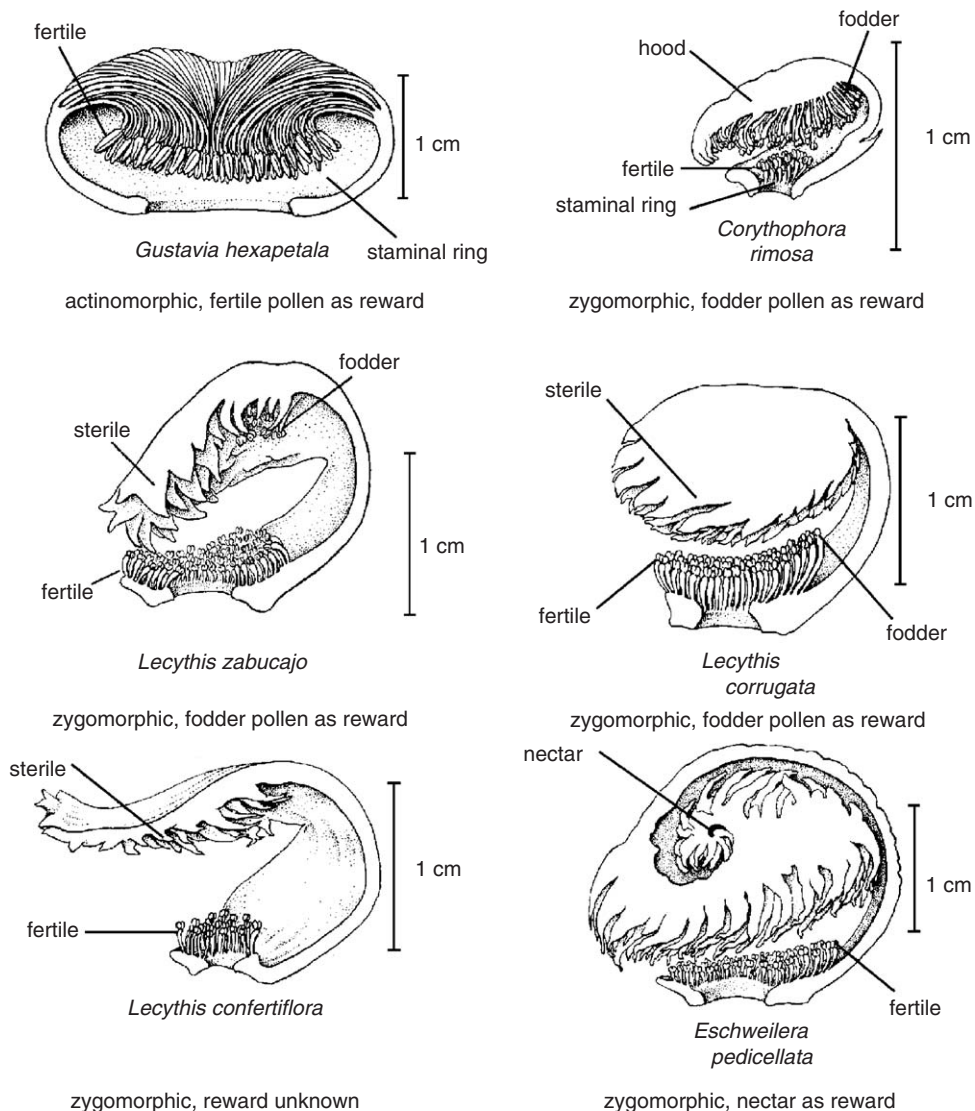 fertile
1 cm
staminal ring
Gustavia hexapetala
actinomorphic, fertile pollen as reward
fodder
hood
1 cm
fertile
staminal ring
Corythophora
rimosa
zygomorphic, fodder pollen as reward
fodder
sterile
1 cm
fertile
Lecythis zabucajo
zygomorphic, fodder pollen as reward
sterile
1 cm
fertile
fodder
Lecythis
corrugata
zygomorphic, fodder pollen as reward
sterile
1 cm
fertile
Lecythis confertiflora
zygomorphic, reward unknown
nectar
1 cm
fertile
Eschweilera
pedicellata
zygomorphic, nectar as reward